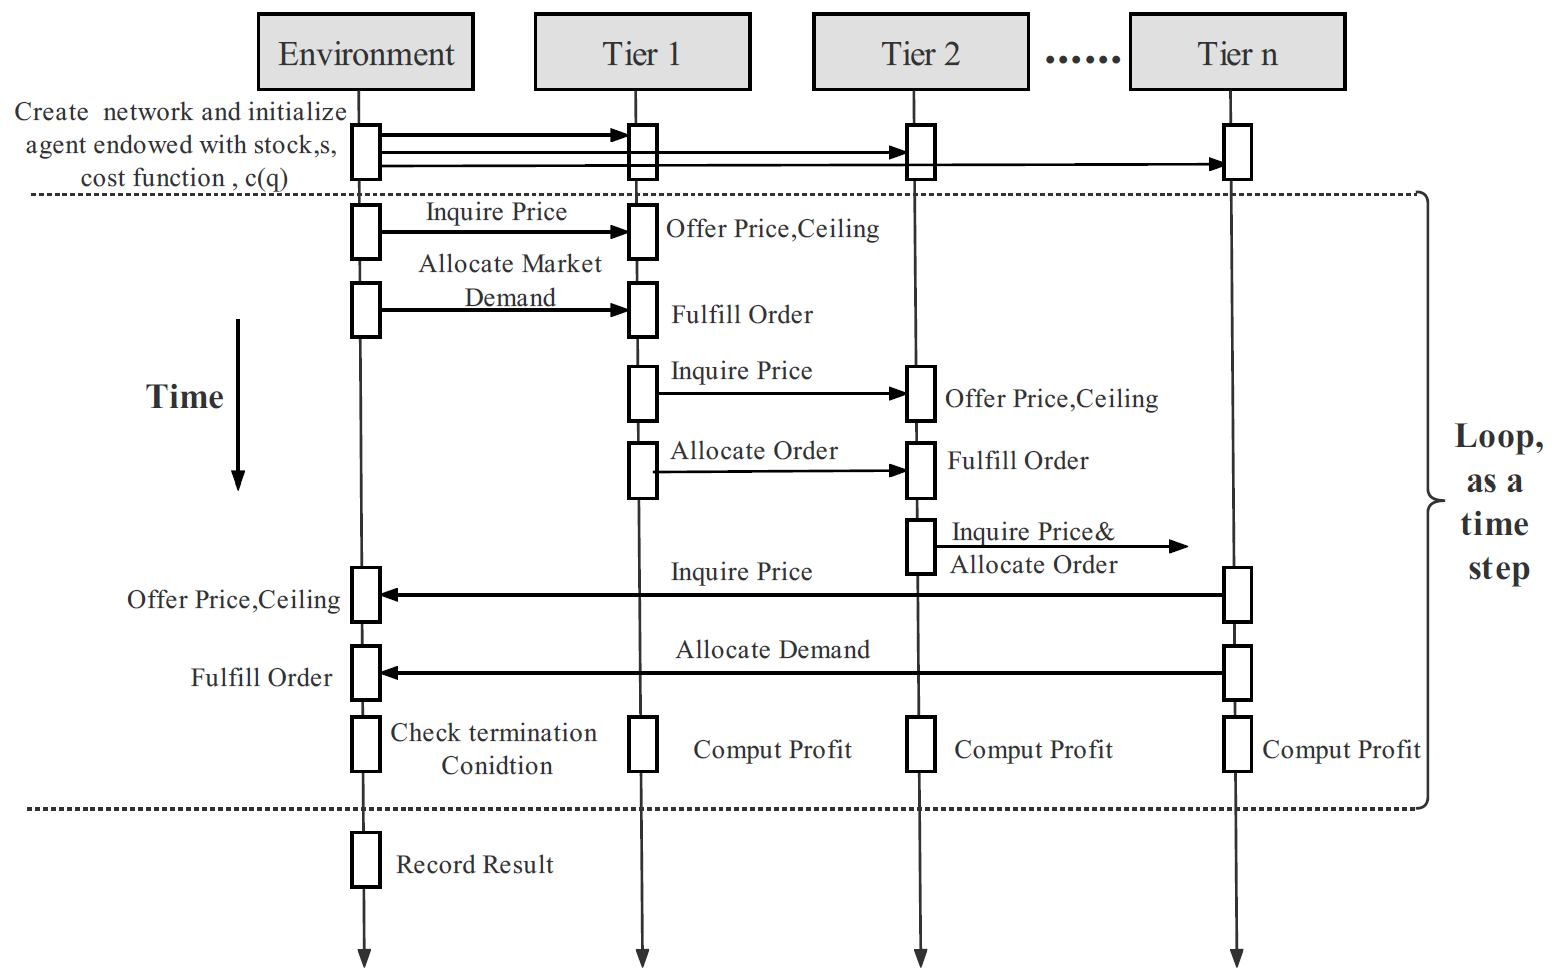 Environment
Tier 1
Tier 2
......
Tier n
Create network and initialize
agent endowed with stock,s,
cost function , c(q)
Inquire Price
Offer Price,Ceiling
Allocate Market
Demand
Fulfill Order
Time
Inquire Price
Offer Price,Ceiling
Allocate Order
Fulfill Order
Loop,
as a
time
step
Inquire Price&
Allocate Order
Inquire Price
Offer Price,Ceiling
Allocate Demand
Fulfill Order
Check termination
Conidtion
Comput Profit
Comput Profit
Comput Profit
Record Result